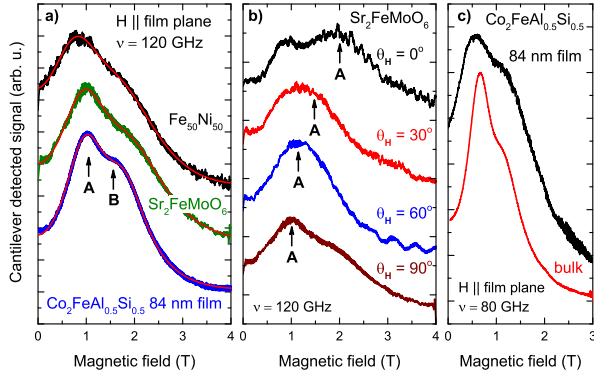 Cantilever detected signal (arb. u.)
a)
H || film plane
ν = 120 GHz
Fe₅₀Ni₅₀
Sr₂FeMoO₆
A
B
Co₂FeAl₀.₅Si₀.₅ 84 nm film
0 1 2 3 4
Magnetic field (T)
b)
Sr₂FeMoO₆
θH = 0°
A
θH = 30°
A
θH = 60°
A
θH = 90°
A
ν = 120 GHz
0 1 2 3 4
Magnetic field (T)
c)
Co₂FeAl₀.₅Si₀.₅
84 nm film
bulk
H || film plane
ν = 80 GHz
0 1 2 3
Magnetic field (T)